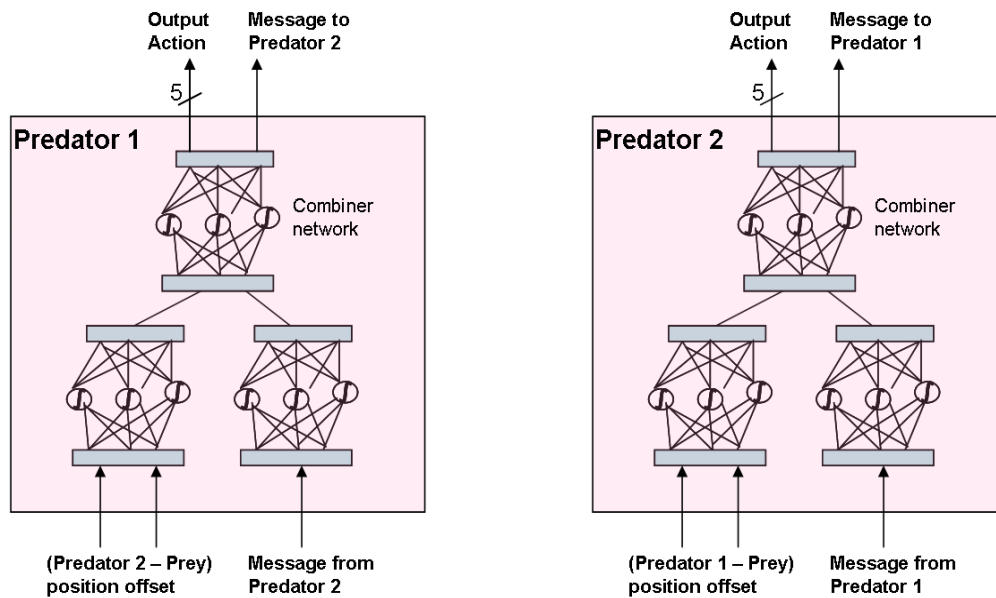 Output
Action
Message to
Predator 2
5
Predator 1
Combiner
network
(Predator 2 – Prey)
position offset
Message from
Predator 2
Output
Action
Message to
Predator 1
5
Predator 2
Combiner
network
(Predator 1 – Prey)
position offset
Message from
Predator 1